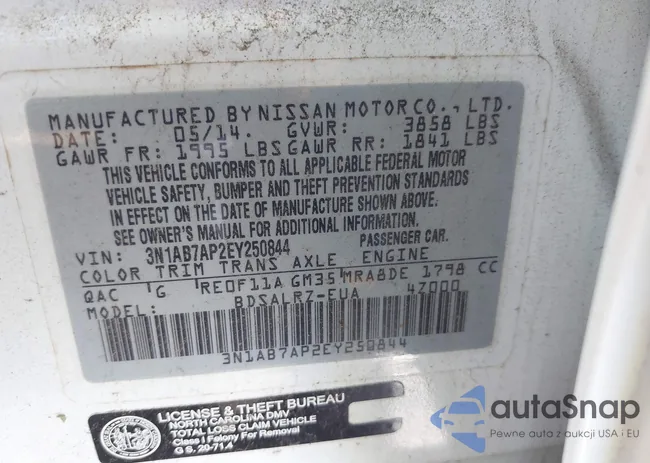 MANUFACTURED BY NISSAN MOTOR CO., LTD.
DATE: 05/14. GVWR: 3858 LBS
GAWR FR: 1995 LBS GAWR RR: 1841 LBS
THIS VEHICLE CONFORMS TO ALL APPLICABLE FEDERAL MOTOR
VEHICLE SAFETY, BUMPER AND THEFT PREVENTION STANDARDS
IN EFFECT ON THE DATE OF MANUFACTURE SHOWN ABOVE.
SEE OWNER'S MANUAL FOR ADDITIONAL INFORMATION.
VIN: 3N1AB7AP2EY250844 PASSENGER CAR.
COLOR TRIM TRANS AXLE ENGINE
QAC G RE0F11A GM35 MRA8DE 1798 CC
MODEL: BDSALRZ-EUA 4Z000
3N1AB7AP2EY250844
LICENSE & THEFT BUREAU
NORTH CAROLINA DMV
TOTAL LOSS CLAIM VEHICLE
Class I Felony For Removal
G.S. 20-71.4
autoSnap
Pewne auto z aukcji USA i EU